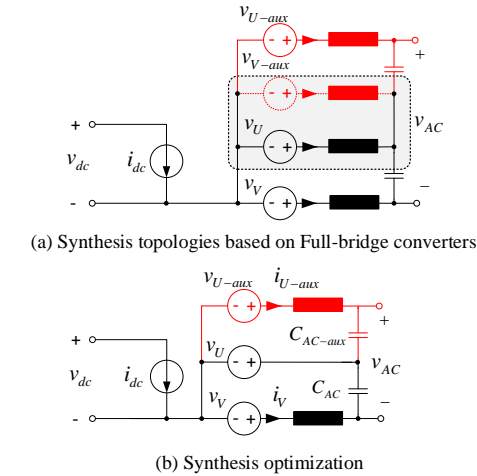 v_{U-aux}
+
v_{V-aux}
v_{AC}
v_U
+
v_{dc}
i_{dc}
-
v_V
−
(a) Synthesis topologies based on Full-bridge converters
v_{U-aux}
i_{U-aux}
+
C_{AC-aux}
+
v_U
v_{AC}
v_{dc}
i_{dc}
v_V
i_V
C_{AC}
-
−
(b) Synthesis optimization